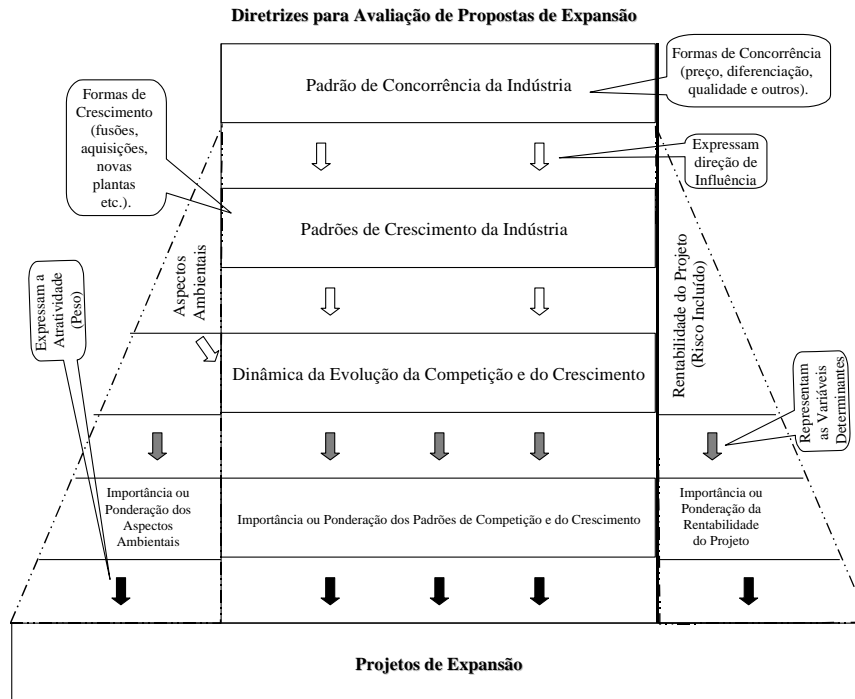 Diretrizes para Avaliação de Propostas de Expansão
Padrão de Concorrência da Indústria
Formas de Concorrência
(preço, diferenciação,
qualidade e outros).
Formas de
Crescimento
(fusões,
aquisições,
novas
plantas
etc.).
Expressam
direção de
Influência
Padrões de Crescimento da Indústria
Aspectos
Ambientais
Rentabilidade do Projeto
(Risco Incluído)
Expressam a
Atratividade
(Peso)
Dinâmica da Evolução da Competição e do Crescimento
Representam
as Variáveis
Determinantes
Importância ou
Ponderação dos
Aspectos
Ambientais
Importância ou Ponderação dos Padrões de Competição e do Crescimento
Importância ou
Ponderação da
Rentabilidade
do Projeto
Projetos de Expansão